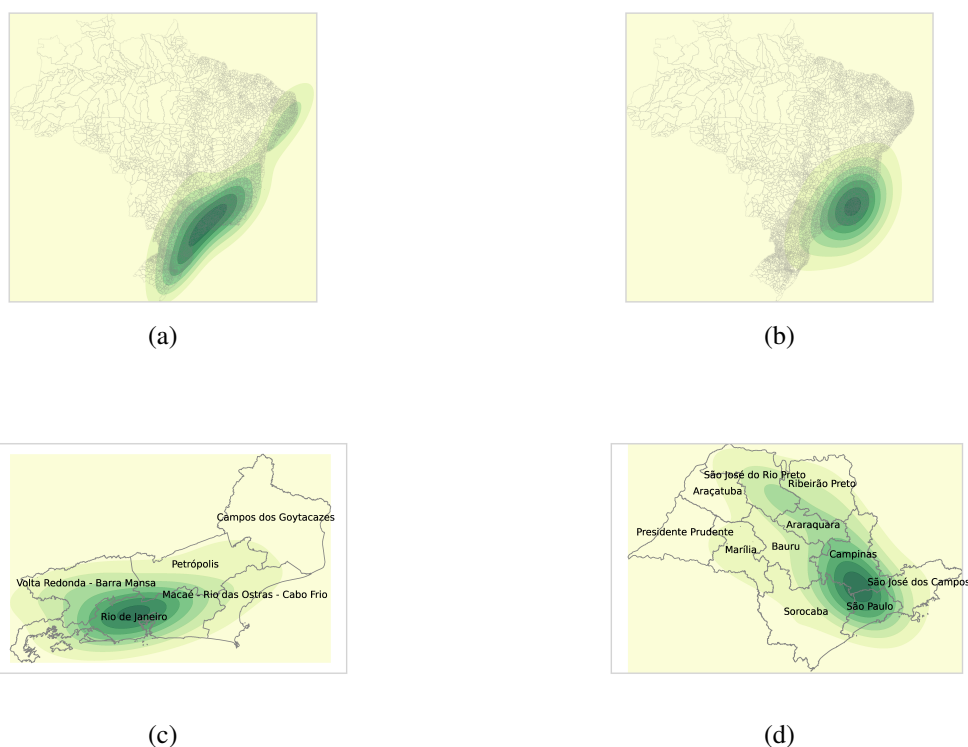 (a)
(b)
Campos dos Goytacazes
Petrópolis
Volta Redonda - Barra Mansa
Macaé - Rio das Ostras - Cabo Frio
Rio de Janeiro
São José do Rio Preto
Ribeirão Preto
Araçatuba
Araraquara
Presidente Prudente
Bauru
Marília
Campinas
São José dos Campos
São Paulo
Sorocaba
(c)
(d)